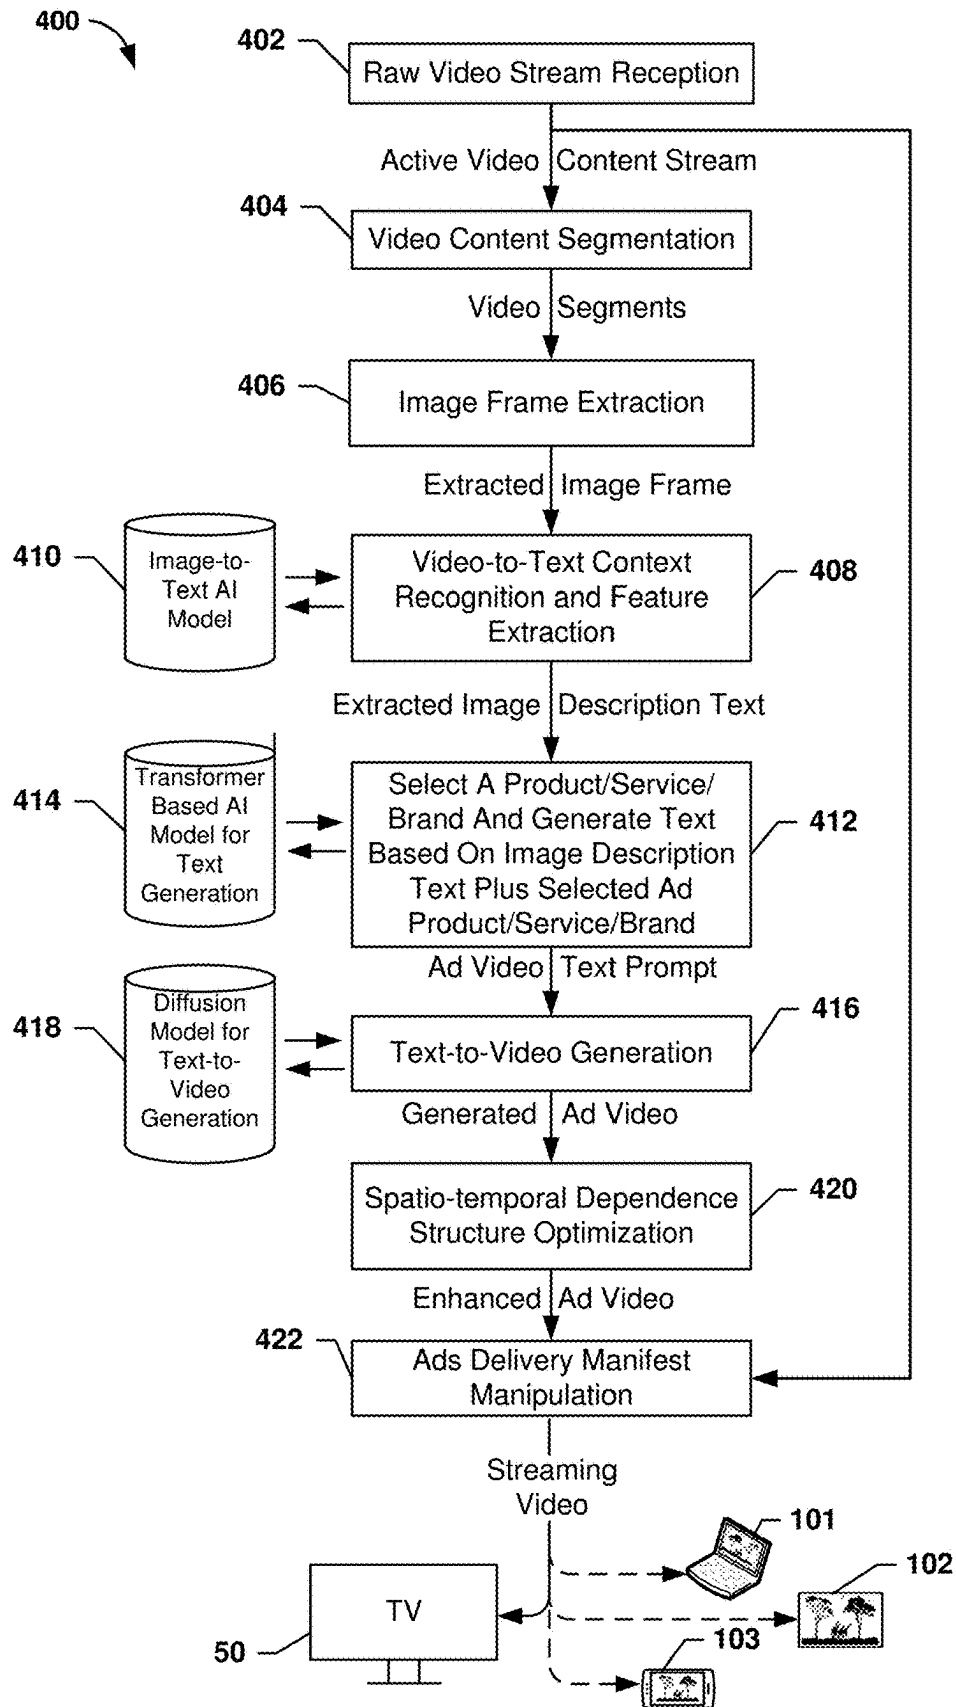 400
402
Raw Video Stream Reception
Active Video Content Stream
404
Video Content Segmentation
Video Segments
406
Image Frame Extraction
Extracted Image Frame
410
Image-to-
Text AI
Model
Video-to-Text Context
Recognition and Feature
Extraction
408
Extracted Image Description Text
414
Transformer
Based AI
Model for
Text
Generation
Select A Product/Service/
Brand And Generate Text
Based On Image Description
Text Plus Selected Ad
Product/Service/Brand
412
Ad Video Text Prompt
418
Diffusion
Model for
Text-to-
Video
Generation
416
Text-to-Video Generation
Generated Ad Video
Spatio-temporal Dependence
Structure Optimization
420
Enhanced Ad Video
422
Ads Delivery Manifest
Manipulation
Streaming
Video
101
102
TV
50
103